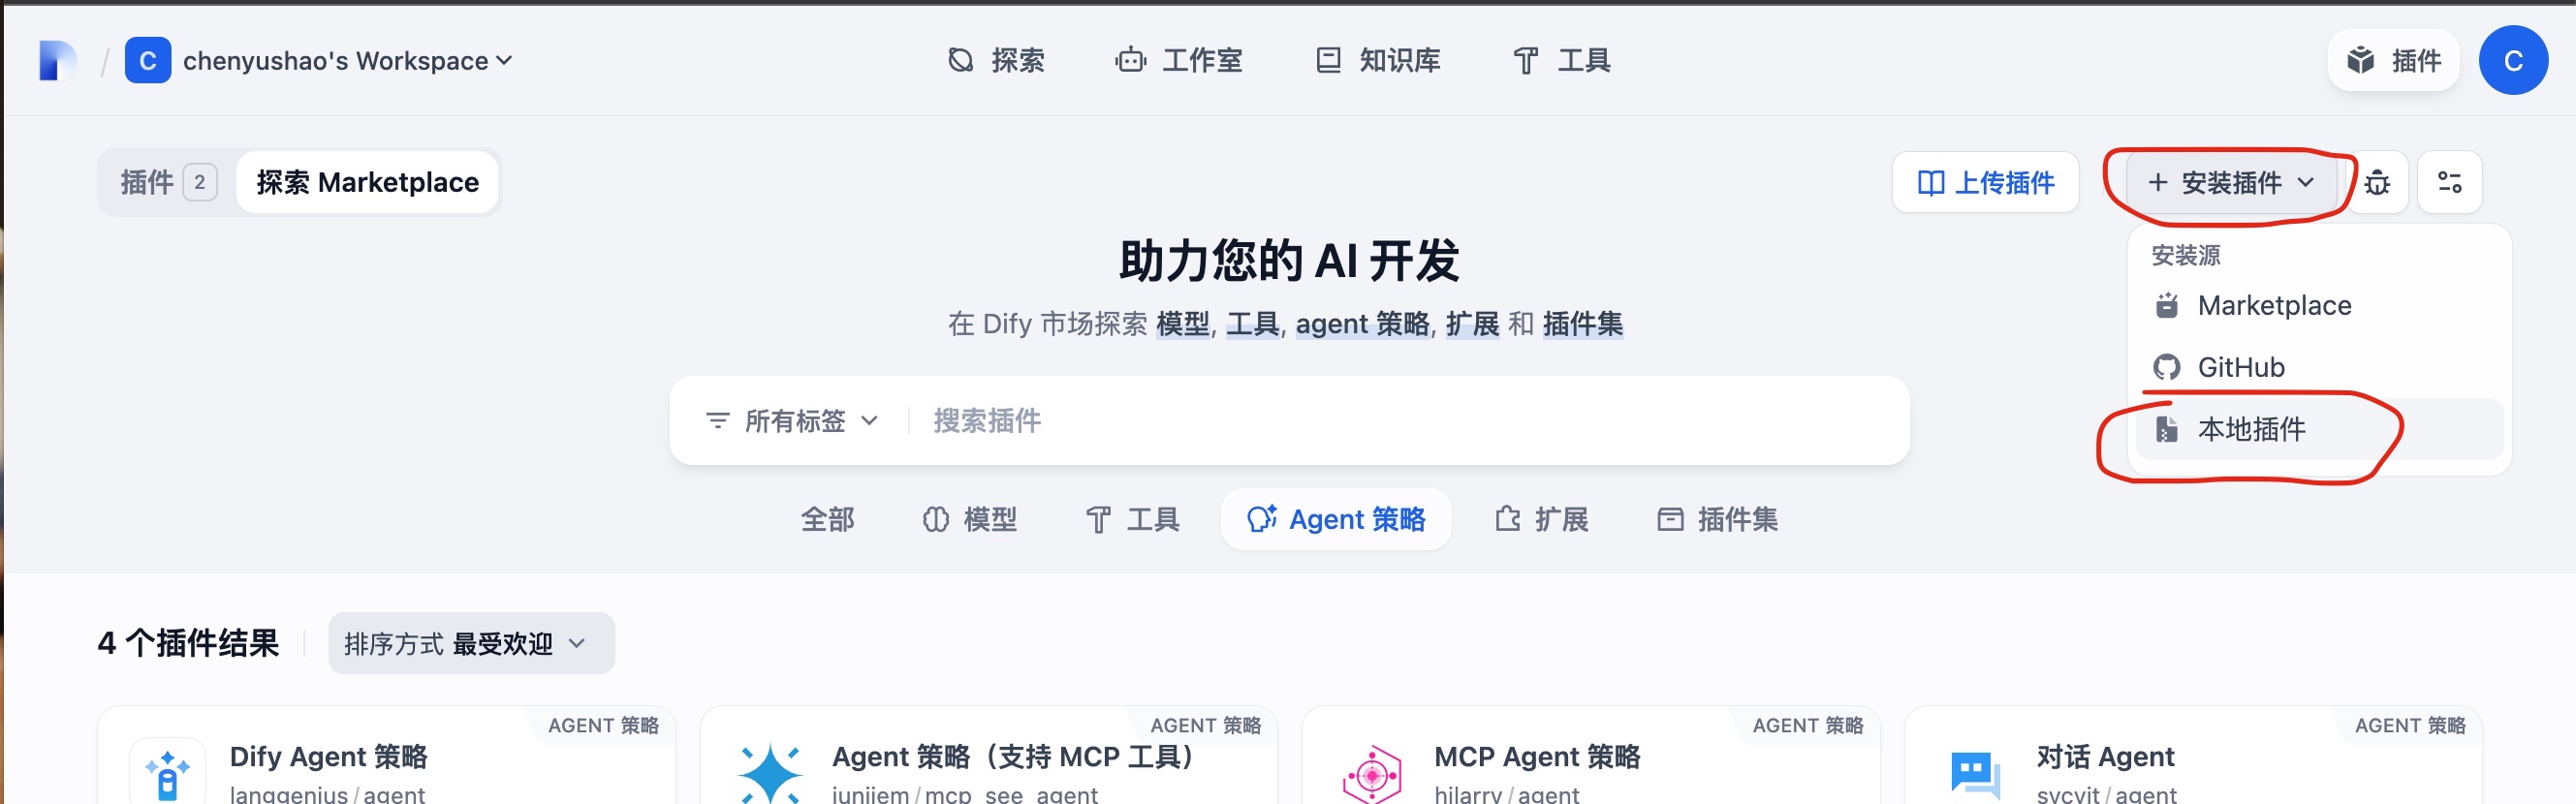 C chenyushao's Workspace 探索 工作室 知识库 工具 插件 C
插件 2 探索 Marketplace 上传插件 + 安装插件
安装源
Marketplace
GitHub
本地插件
助力您的 AI 开发
在 Dify 市场探索 模型, 工具, agent 策略, 扩展 和 插件集
所有标签 搜索插件
全部 模型 工具 Agent 策略 扩展 插件集
4 个插件结果 排序方式 最受欢迎
AGENT 策略
Dify Agent 策略
langgenius / agent
AGENT 策略
Agent 策略（支持 MCP 工具）
junjiem / mcp_see_agent
AGENT 策略
MCP Agent 策略
hjlarry / agent
AGENT 策略
对话 Agent
svcvit / agent